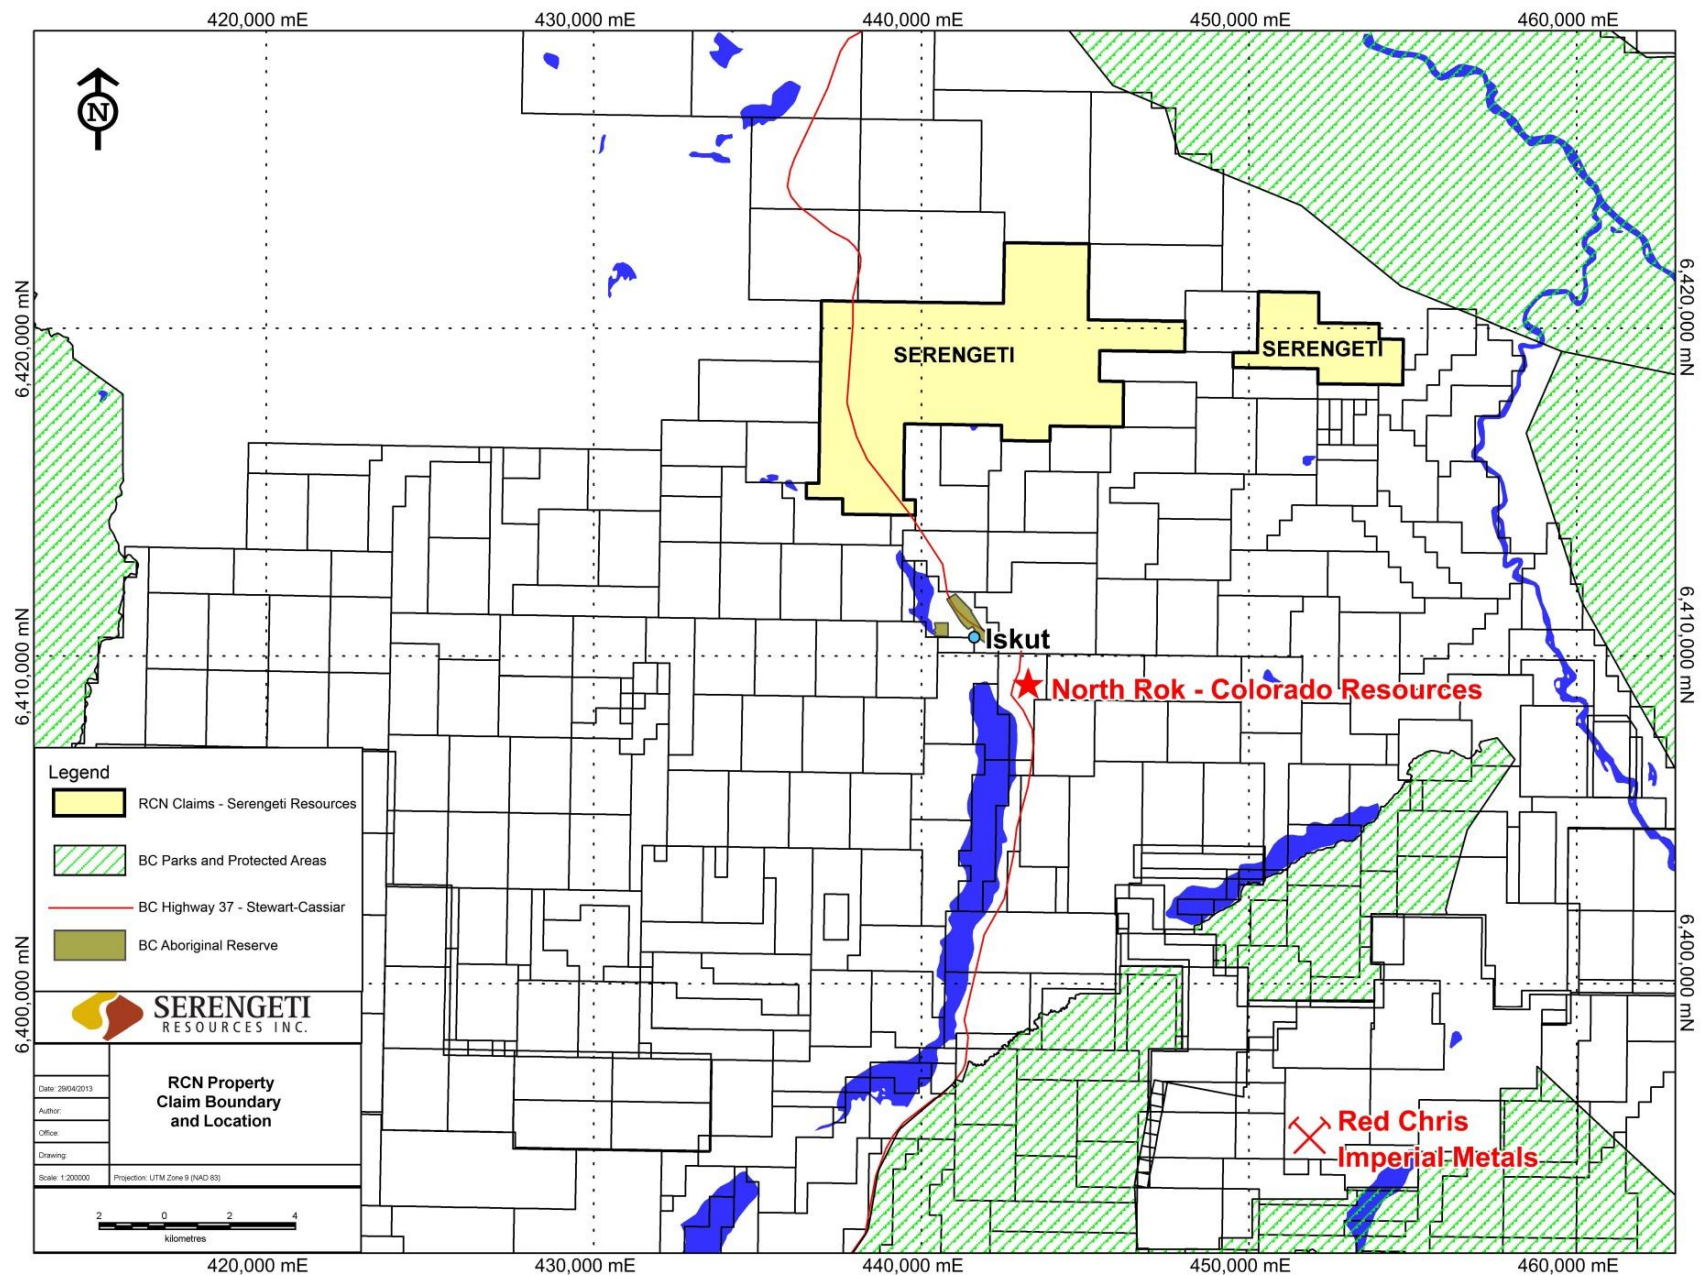 420,000 mE
430,000 mE
440,000 mE
450,000 mE
460,000 mE
N
6,420,000 mN
6,420,000 mN
SERENGETI
SERENGETI
6,410,000 mN
6,410,000 mN
Iskut
North Rok - Colorado Resources
Legend
RCN Claims - Serengeti Resources
BC Parks and Protected Areas
BC Highway 37 - Stewart-Cassiar
BC Aboriginal Reserve
6,400,000 mN
6,400,000 mN
SERENGETI
RESOURCES INC.
Date: 29/04/2013
Author:
Office:
Drawing:
RCN Property
Claim Boundary
and Location
Scale: 1:200000
Projection: UTM Zone 9 (NAD 83)
2 0 2 4
kilometres
Red Chris
Imperial Metals
420,000 mE
430,000 mE
440,000 mE
450,000 mE
460,000 mE